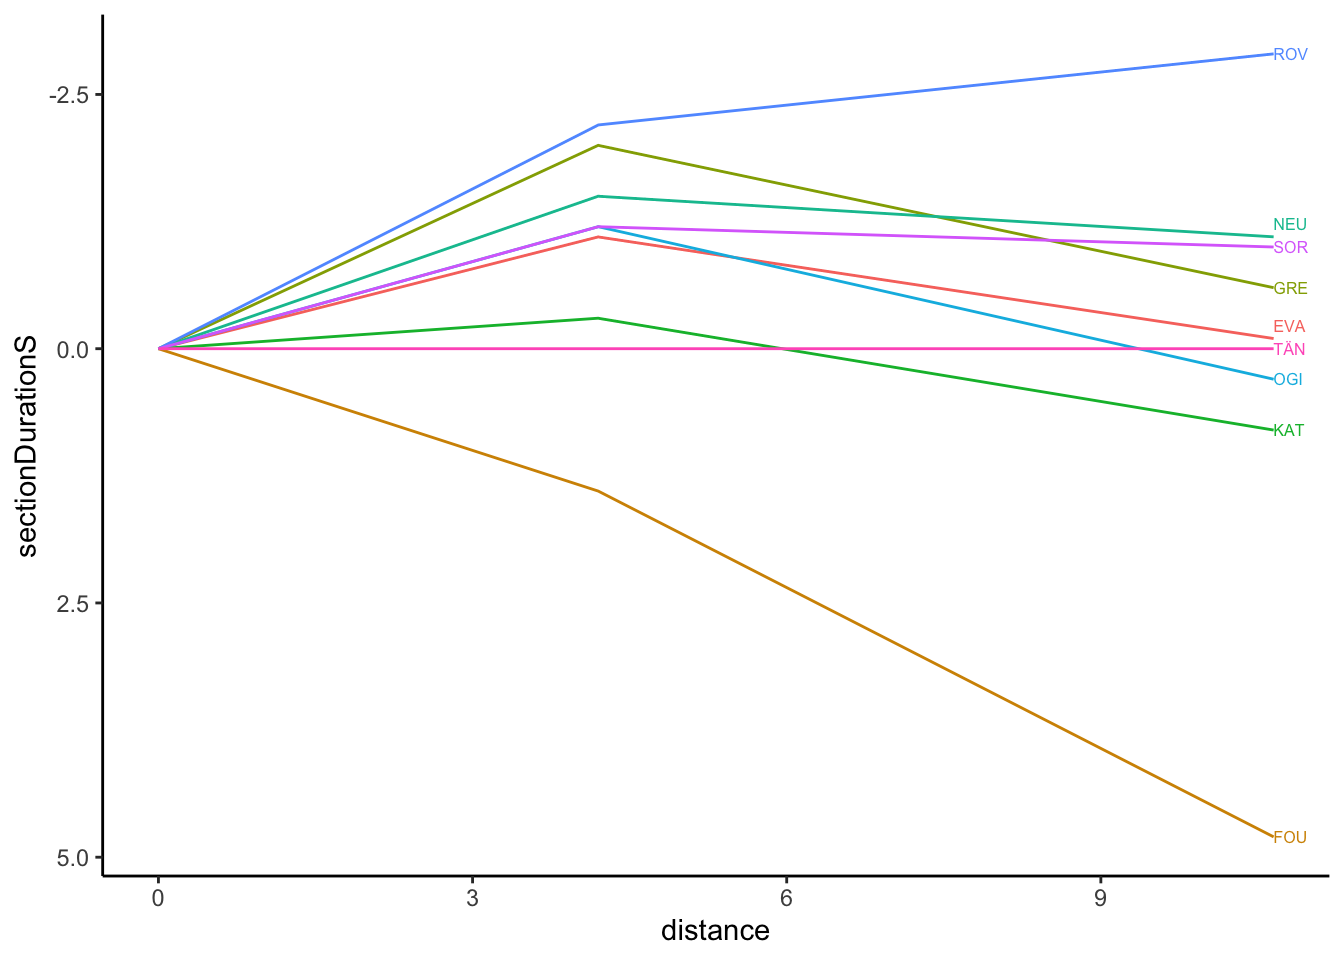 ROV
-2.5
NEU
SOR
GRE
EVA
0.0
TÄN
OGI
KAT
sectionDurationS
2.5
FOU
5.0
0 3 6 9
distance